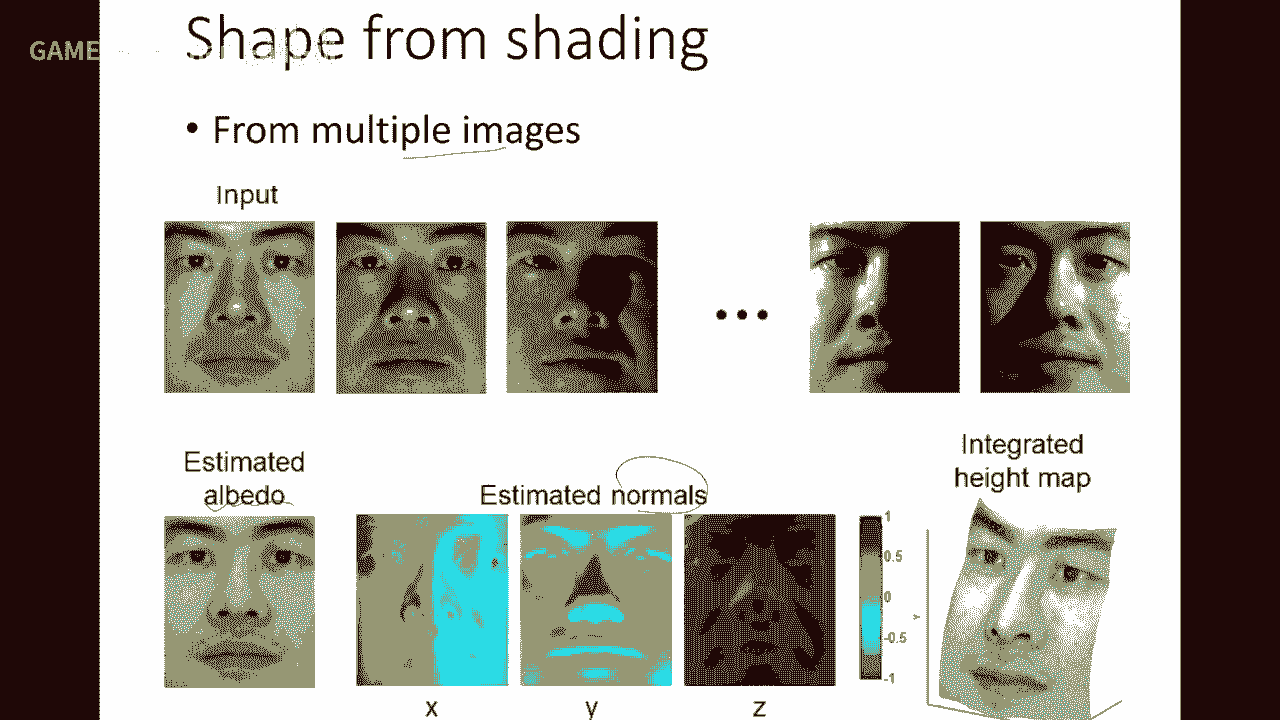 Shape from shading
GAME
• From multiple images
Input
Estimated
albedo
Estimated normals
Integrated
height map
1
0.5
0
-0.5
-1
x
y
z